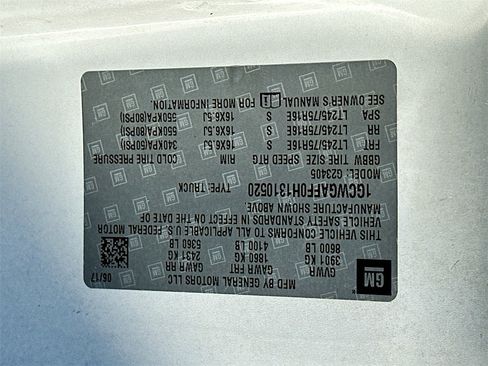 MFD BY GENERAL MOTORS LLC
06/17
GM
GVWR GAWR FRT GAWR RR
3901 KG 1860 KG 2431 KG
8600 LB 4100 LB 5360 LB
THIS VEHICLE CONFORMS TO ALL APPLICABLE U.S. FEDERAL MOTOR
VEHICLE SAFETY STANDARDS IN EFFECT ON THE DATE OF
MANUFACTURE SHOWN ABOVE.
1GCWGAFF0H1310520 TYPE: TRUCK
MODEL: G23405
GBBW TIRE SIZE SPEED RTG RIM COLD TIRE PRESSURE
FRT LT245/75R16E S 16X6.5J 340KPA(50PSI)
RR LT245/75R16E S 16X6.5J 550KPA(80PSI)
SPA LT245/75R16E S 16X6.5J 550KPA(80PSI)
SEE OWNER'S MANUAL FOR MORE INFORMATION.